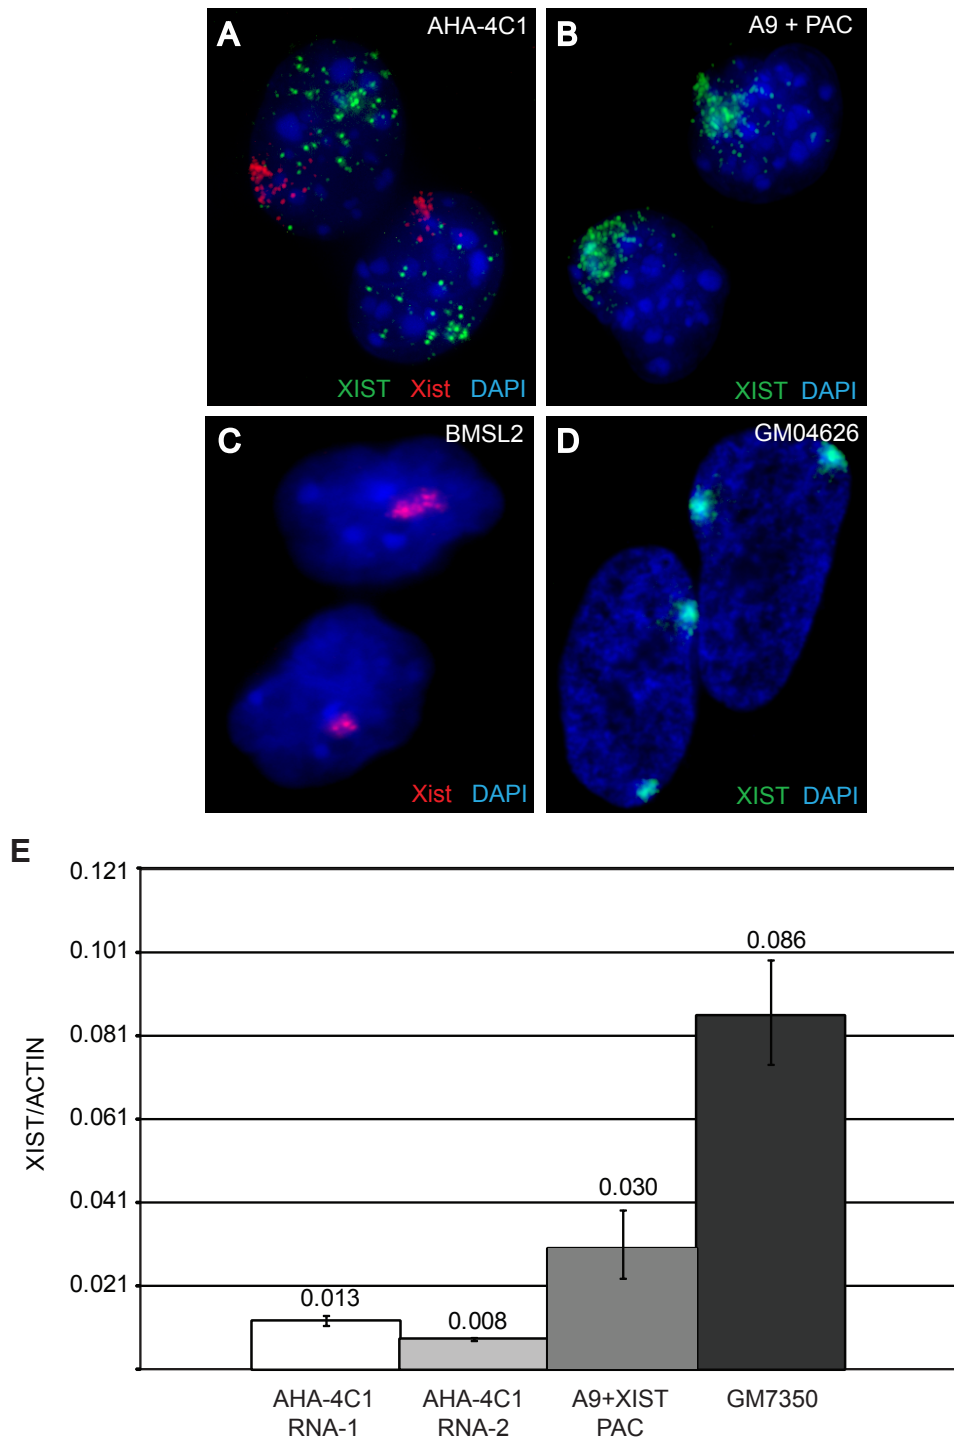 A
AHA-4C1
XIST Xist DAPI
B
A9 + PAC
XIST DAPI
C
BMSL2
Xist DAPI
D
GM04626
XIST DAPI
E
XIST/ACTIN
0.121
0.101
0.081
0.061
0.041
0.021
0.013
0.008
0.030
0.086
AHA-4C1
RNA-1
AHA-4C1
RNA-2
A9+XIST
PAC
GM7350